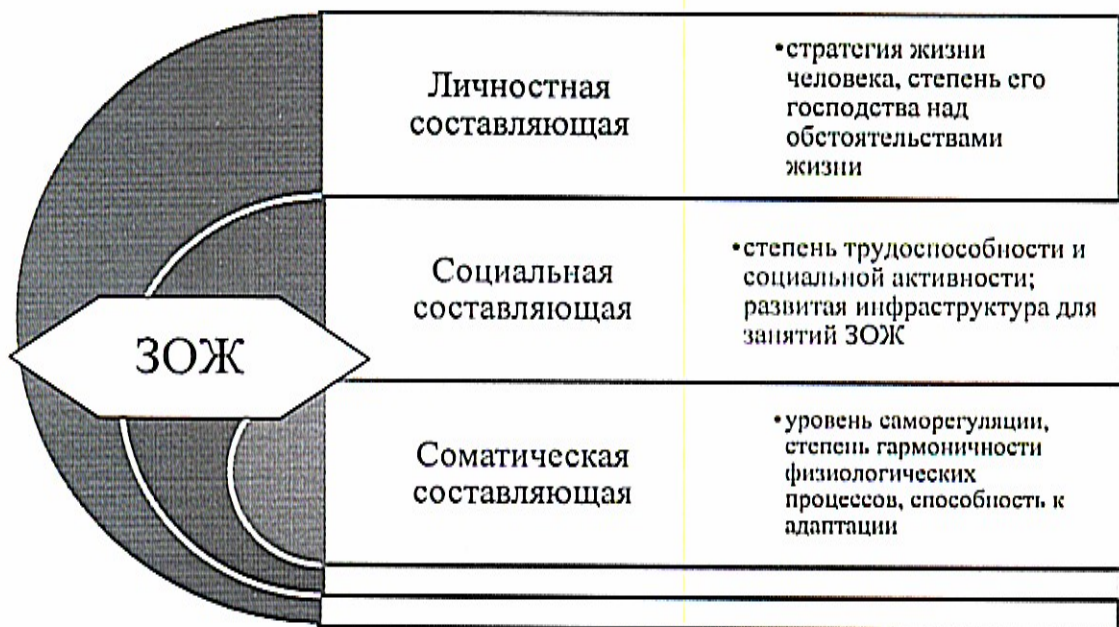 Личностная
составляющая
•стратегия жизни
человека, степень его
господства над
обстоятельствами
жизни
ЗОЖ
Социальная
составляющая
•степень трудоспособности и
социальной активности;
развитая инфраструктура для
занятий ЗОЖ
Соматическая
составляющая
•уровень саморегуляции,
степень гармоничности
физиологических
процессов, способность к
адаптации